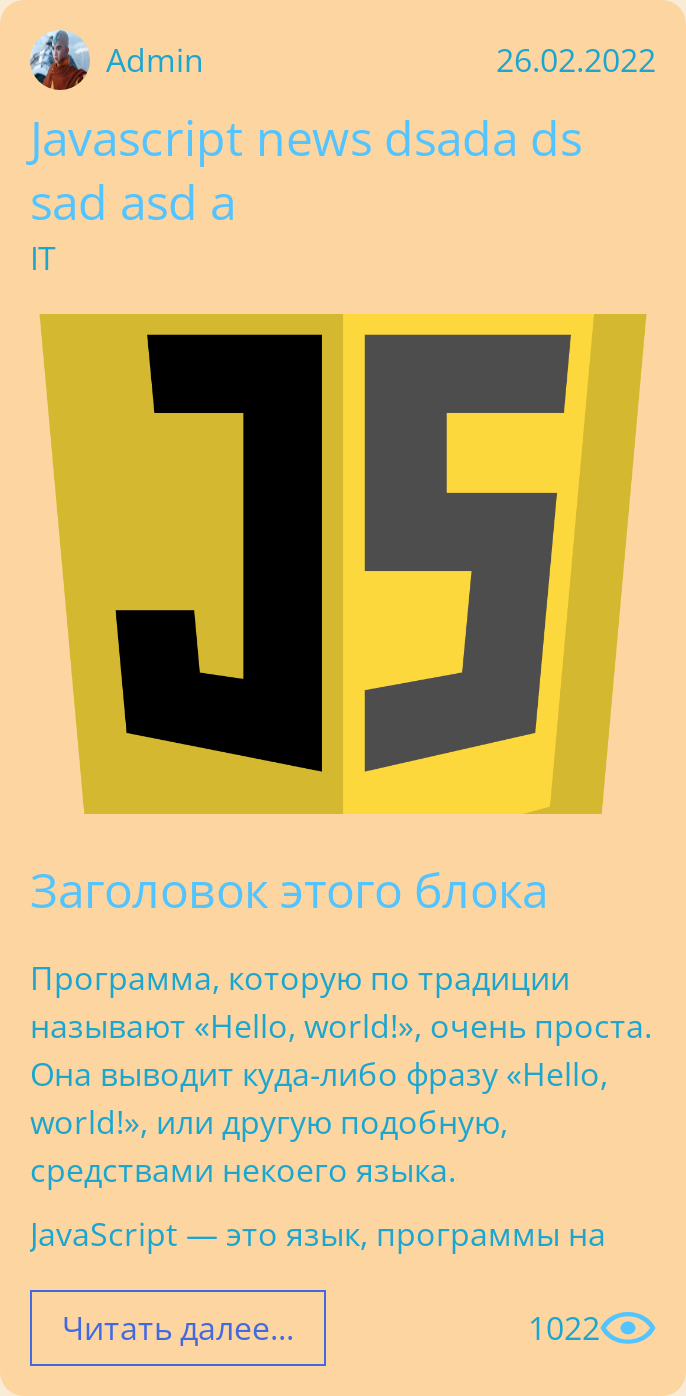 Admin 26.02.2022
Javascript news dsada ds
sad asd a
IT
JS
Заголовок этого блока
Программа, которую по традиции
называют «Hello, world!», очень проста.
Она выводит куда-либо фразу «Hello,
world!», или другую подобную,
средствами некоего языка.
JavaScript — это язык, программы на
Читать далее... 1022